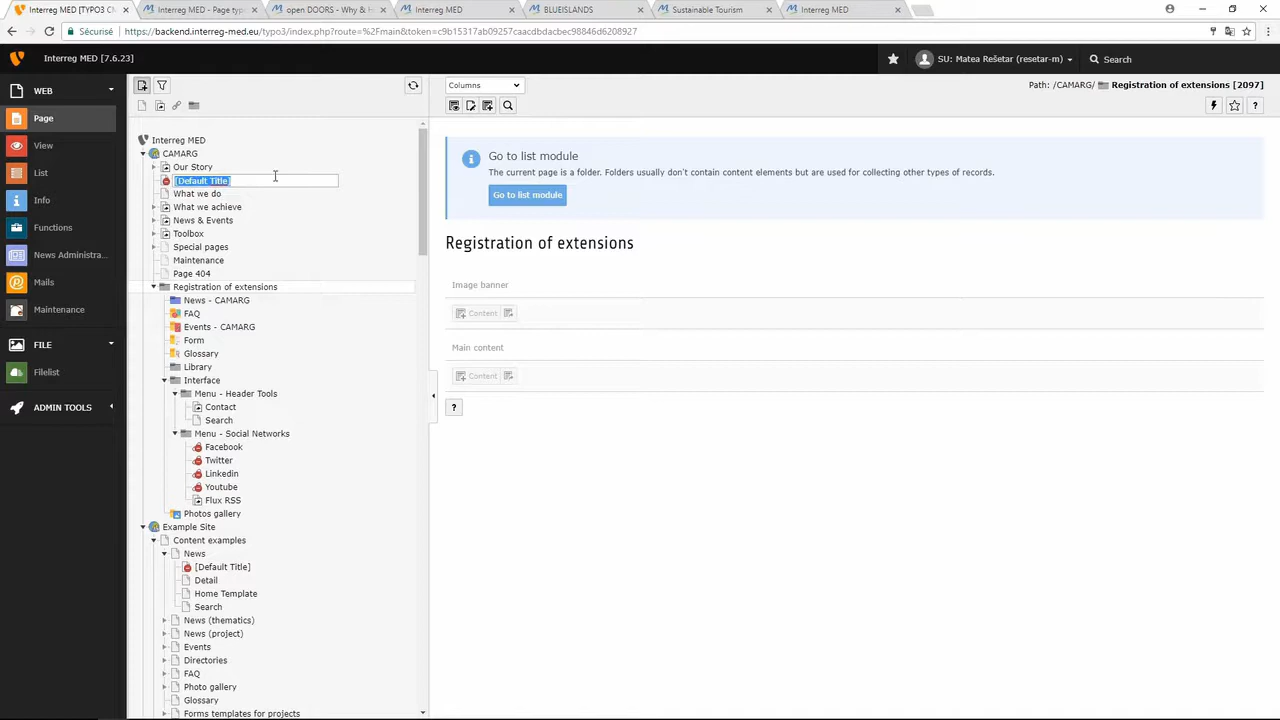 Interreg MED [TYPO3 CM
Interreg MED - Page typ
open DOORS - Why & H
Interreg MED
BLUEISLANDS
Sustainable Tourism
Interreg MED
Sécurisé
https://backend.interreg-med.eu/typo3/index.php?route=%2Fmain&token=c9b15317ab09257caacdbdacbec98846d6208927
Interreg MED [7.6.23]
SU: Matea Rešetar (resetar-m)
Search
WEB
Page
View
List
Info
Functions
News Administra...
Mails
Maintenance
FILE
Filelist
ADMIN TOOLS
Interreg MED
CAMARG
Our Story
[Default Title]
What we do
What we achieve
News & Events
Toolbox
Special pages
Maintenance
Page 404
Registration of extensions
News - CAMARG
FAQ
Events - CAMARG
Form
Glossary
Library
Interface
Menu - Header Tools
Contact
Search
Menu - Social Networks
Facebook
Twitter
Linkedin
Youtube
Flux RSS
Photos gallery
Example Site
Content examples
News
[Default Title]
Detail
Home Template
Search
News (thematics)
News (project)
Events
Directories
FAQ
Photo gallery
Glossary
Forms templates for projects
Columns
Path: /CAMARG/ Registration of extensions [2097]
Go to list module
The current page is a folder. Folders usually don't contain content elements but are used for collecting other types of records.
Go to list module
Registration of extensions
Image banner
Content
Main content
Content